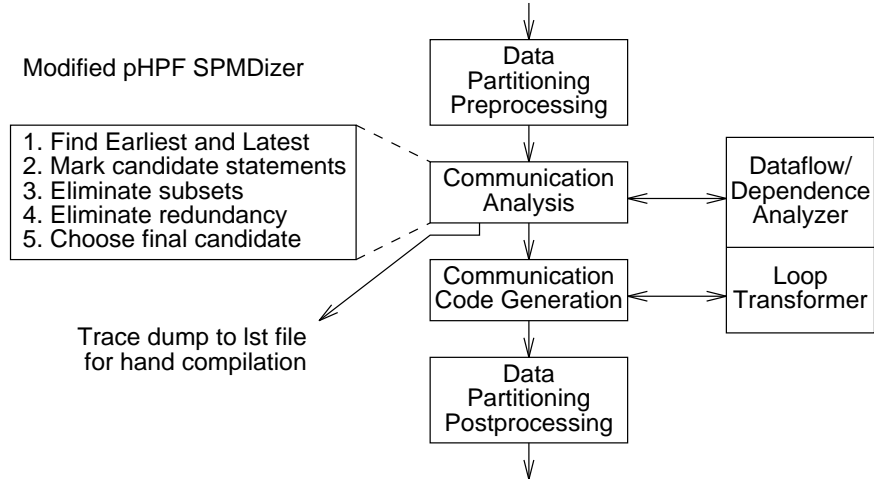 Modified pHPF SPMDizer
Data
Partitioning
Preprocessing
1. Find Earliest and Latest
2. Mark candidate statements
3. Eliminate subsets
4. Eliminate redundancy
5. Choose final candidate
Communication
Analysis
Dataflow/
Dependence
Analyzer
Communication
Code Generation
Loop
Transformer
Trace dump to lst file
for hand compilation
Data
Partitioning
Postprocessing